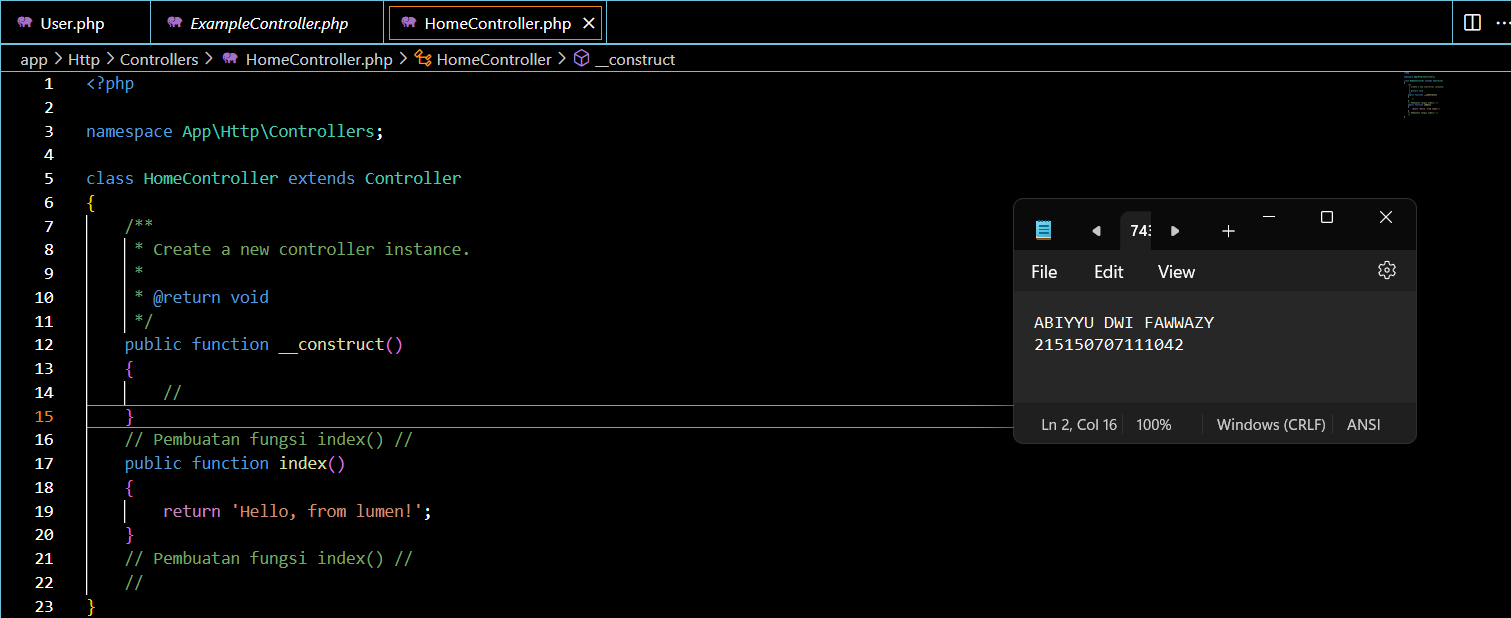 User.php
ExampleController.php
HomeController.php
app > Http > Controllers > HomeController.php > HomeController > __construct
1 <?php
2
3 namespace App\Http\Controllers;
4
5 class HomeController extends Controller
6 {
7 /**
8 * Create a new controller instance.
9 *
10 * @return void
11 */
12 public function __construct()
13 {
14 //
15 }
16 // Pembuatan fungsi index() //
17 public function index()
18 {
19 return 'Hello, from lumen!';
20 }
21 // Pembuatan fungsi index() //
22 //
23 }
743
File Edit View
ABIYYU DWI FAWWAZY
215150707111042
Ln 2, Col 16 100% Windows (CRLF) ANSI